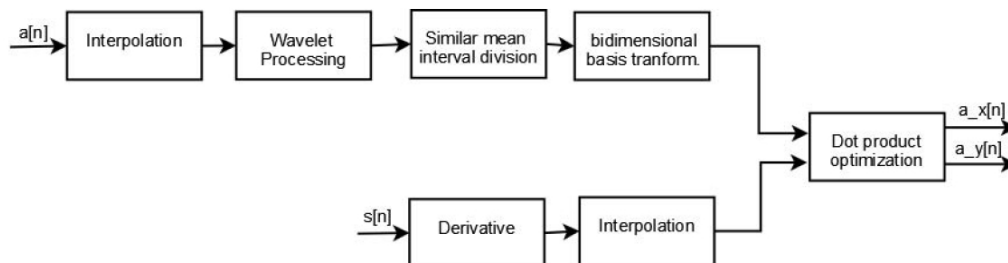 a[n]
Interpolation
Wavelet
Processing
Similar mean
interval division
bidimensional
basis tranform.
Dot product
optimization
a_x[n]
a_y[n]
s[n]
Derivative
Interpolation